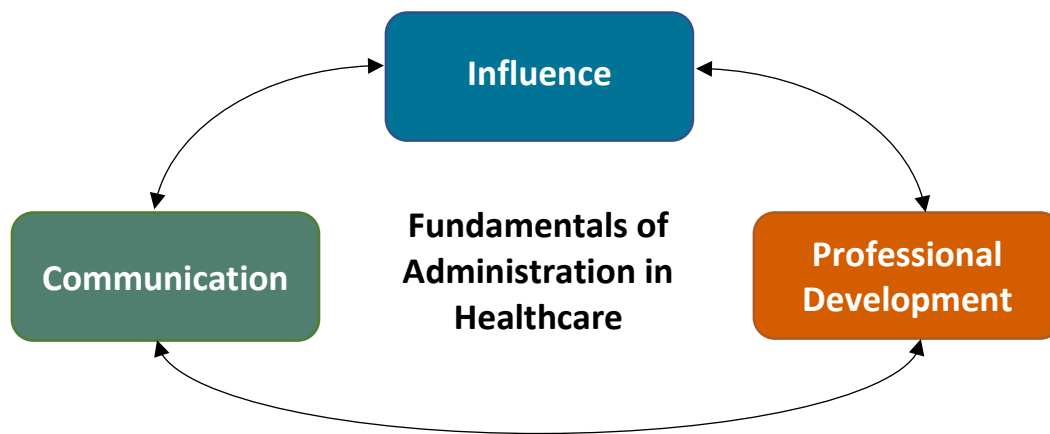 Influence
Communication
Fundamentals of
Administration in
Healthcare
Professional
Development